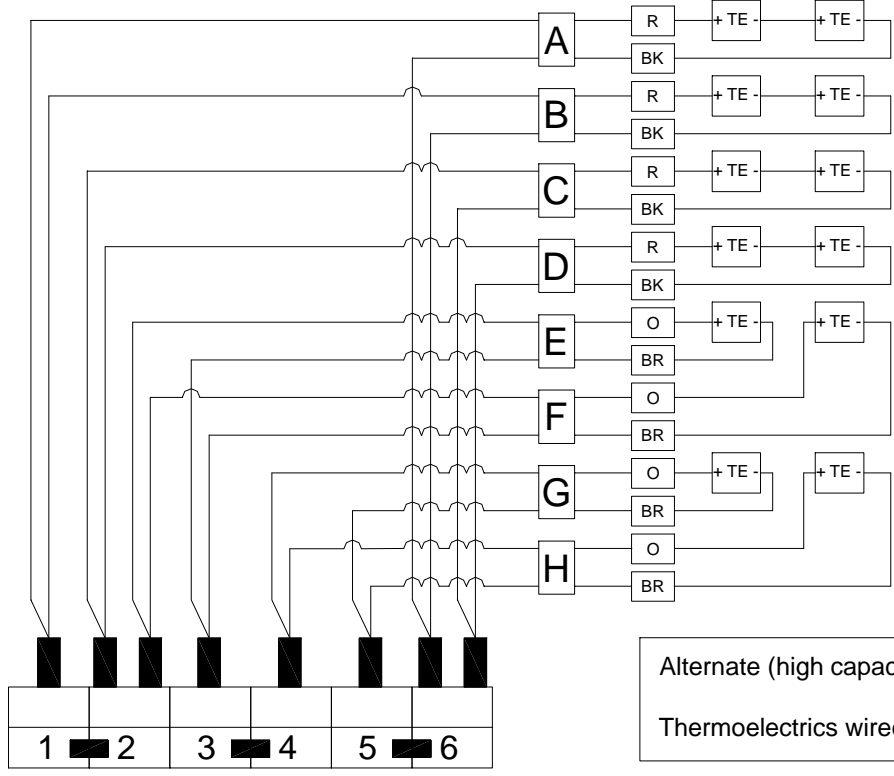 A R + TE - + TE -
BK
B R + TE - + TE -
BK
C R + TE - + TE -
BK
D R + TE - + TE -
BK
E O + TE - + TE -
BR
F O
BR
G O + TE - + TE -
BR
H O
BR
Alternate (high capac
Thermoelectrics wired
1 2 3 4 5 6